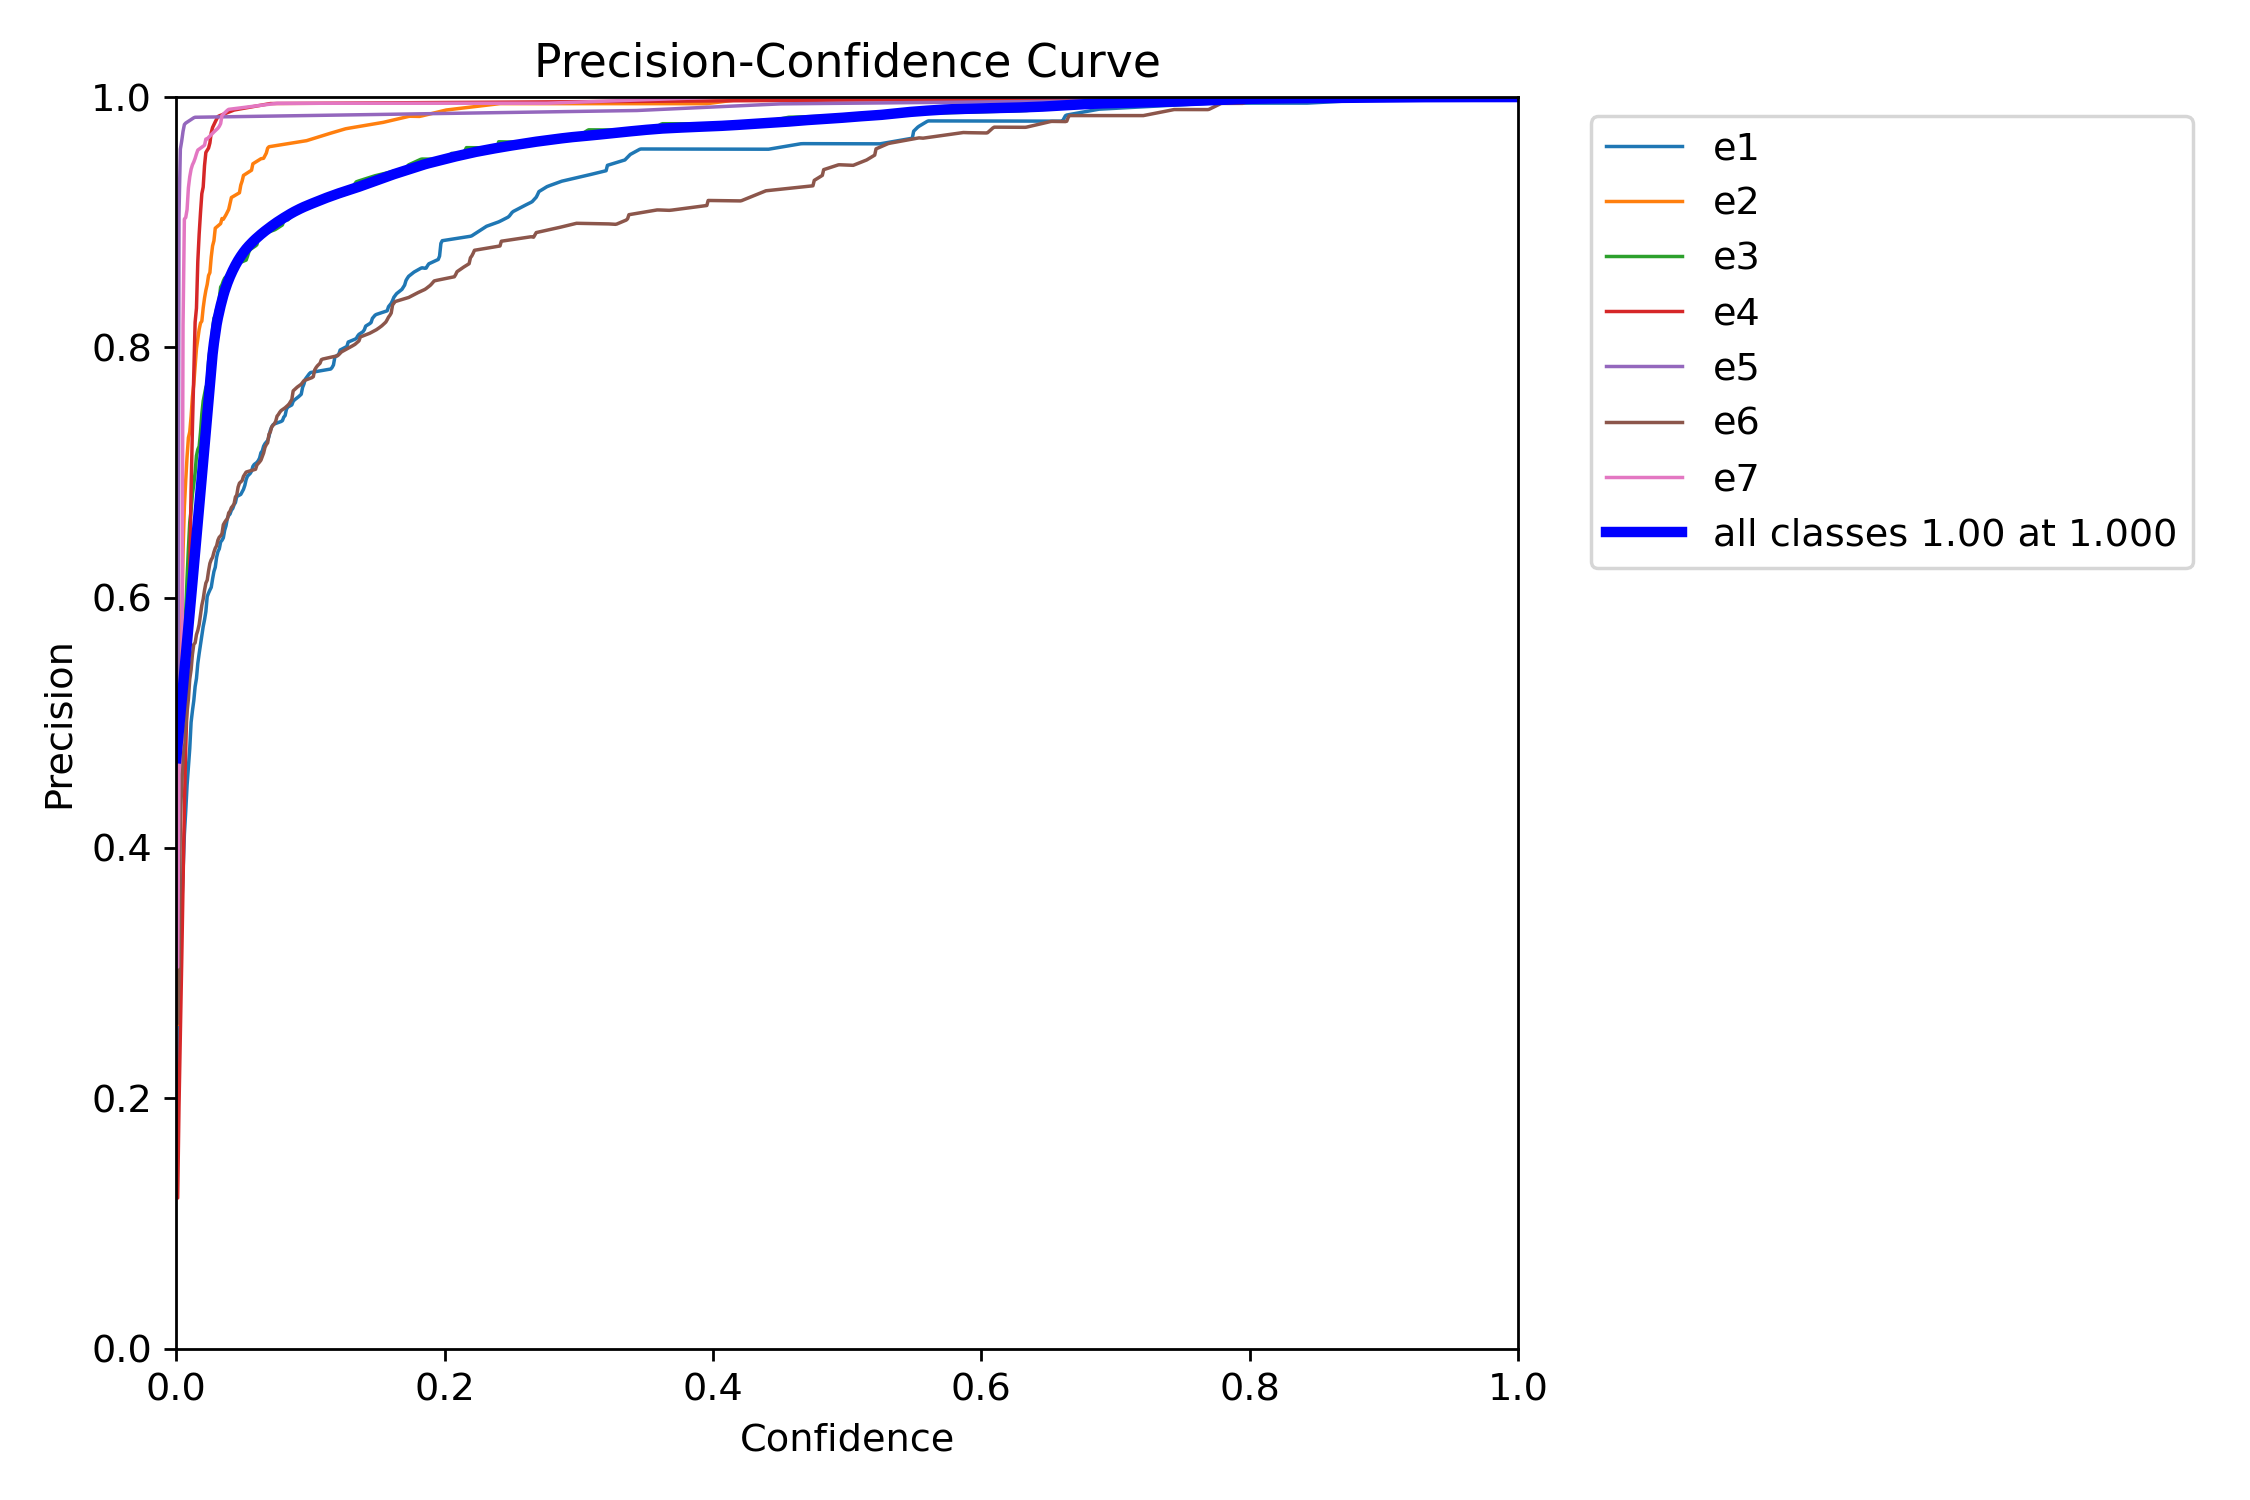 Precision-Confidence Curve
1.0
0.8
0.6
0.4
0.2
0.0
Precision
0.0 0.2 0.4 0.6 0.8 1.0
Confidence
e1
e2
e3
e4
e5
e6
e7
all classes 1.00 at 1.000